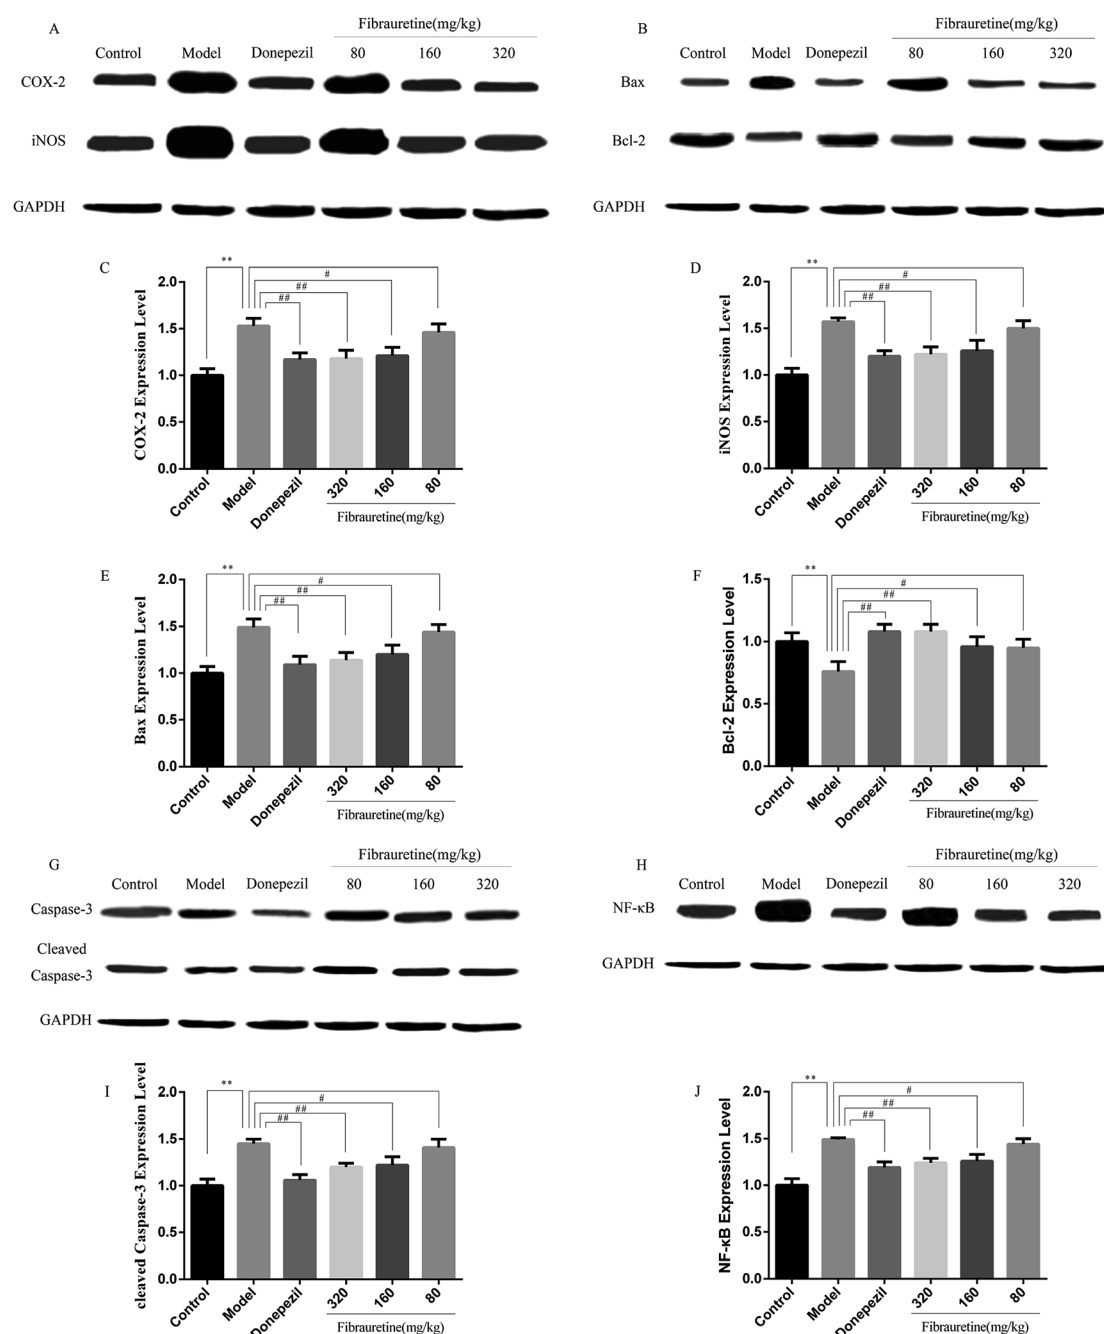 A
Fibrauretine(mg/kg)
Control Model Donepezil 80 160 320
COX-2
iNOS
GAPDH
B
Fibrauretine(mg/kg)
Control Model Donepezil 80 160 320
Bax
Bcl-2
GAPDH
C
COX-2 Expression Level
2.0
1.5
1.0
0.5
0.0
**
#
##
##
Control Model Donepezil 320 160 80
Fibrauretine(mg/kg)
D
iNOS Expression Level
2.0
1.5
1.0
0.5
0.0
**
#
##
##
Control Model Donepezil 320 160 80
Fibrauretine(mg/kg)
E
Bax Expression Level
2.0
1.5
1.0
0.5
0.0
**
#
##
##
Control Model Donepezil 320 160 80
Fibrauretine(mg/kg)
F
Bcl-2 Expression Level
1.5
1.0
0.5
0.0
**
#
##
##
Control Model Donepezil 320 160 80
Fibrauretine(mg/kg)
G
Fibrauretine(mg/kg)
Control Model Donepezil 80 160 320
Caspase-3
Cleaved
Caspase-3
GAPDH
H
Fibrauretine(mg/kg)
Control Model Donepezil 80 160 320
NF-κB
GAPDH
I
cleaved Caspase-3 Expression Level
2.0
1.5
1.0
0.5
0.0
**
#
##
##
Control Model Donepezil 320 160 80
Fibrauretine(mg/kg)
J
NF-κB Expression Level
2.0
1.5
1.0
0.5
0.0
**
#
##
##
Control Model Donepezil 320 160 80
Fibrauretine(mg/kg)